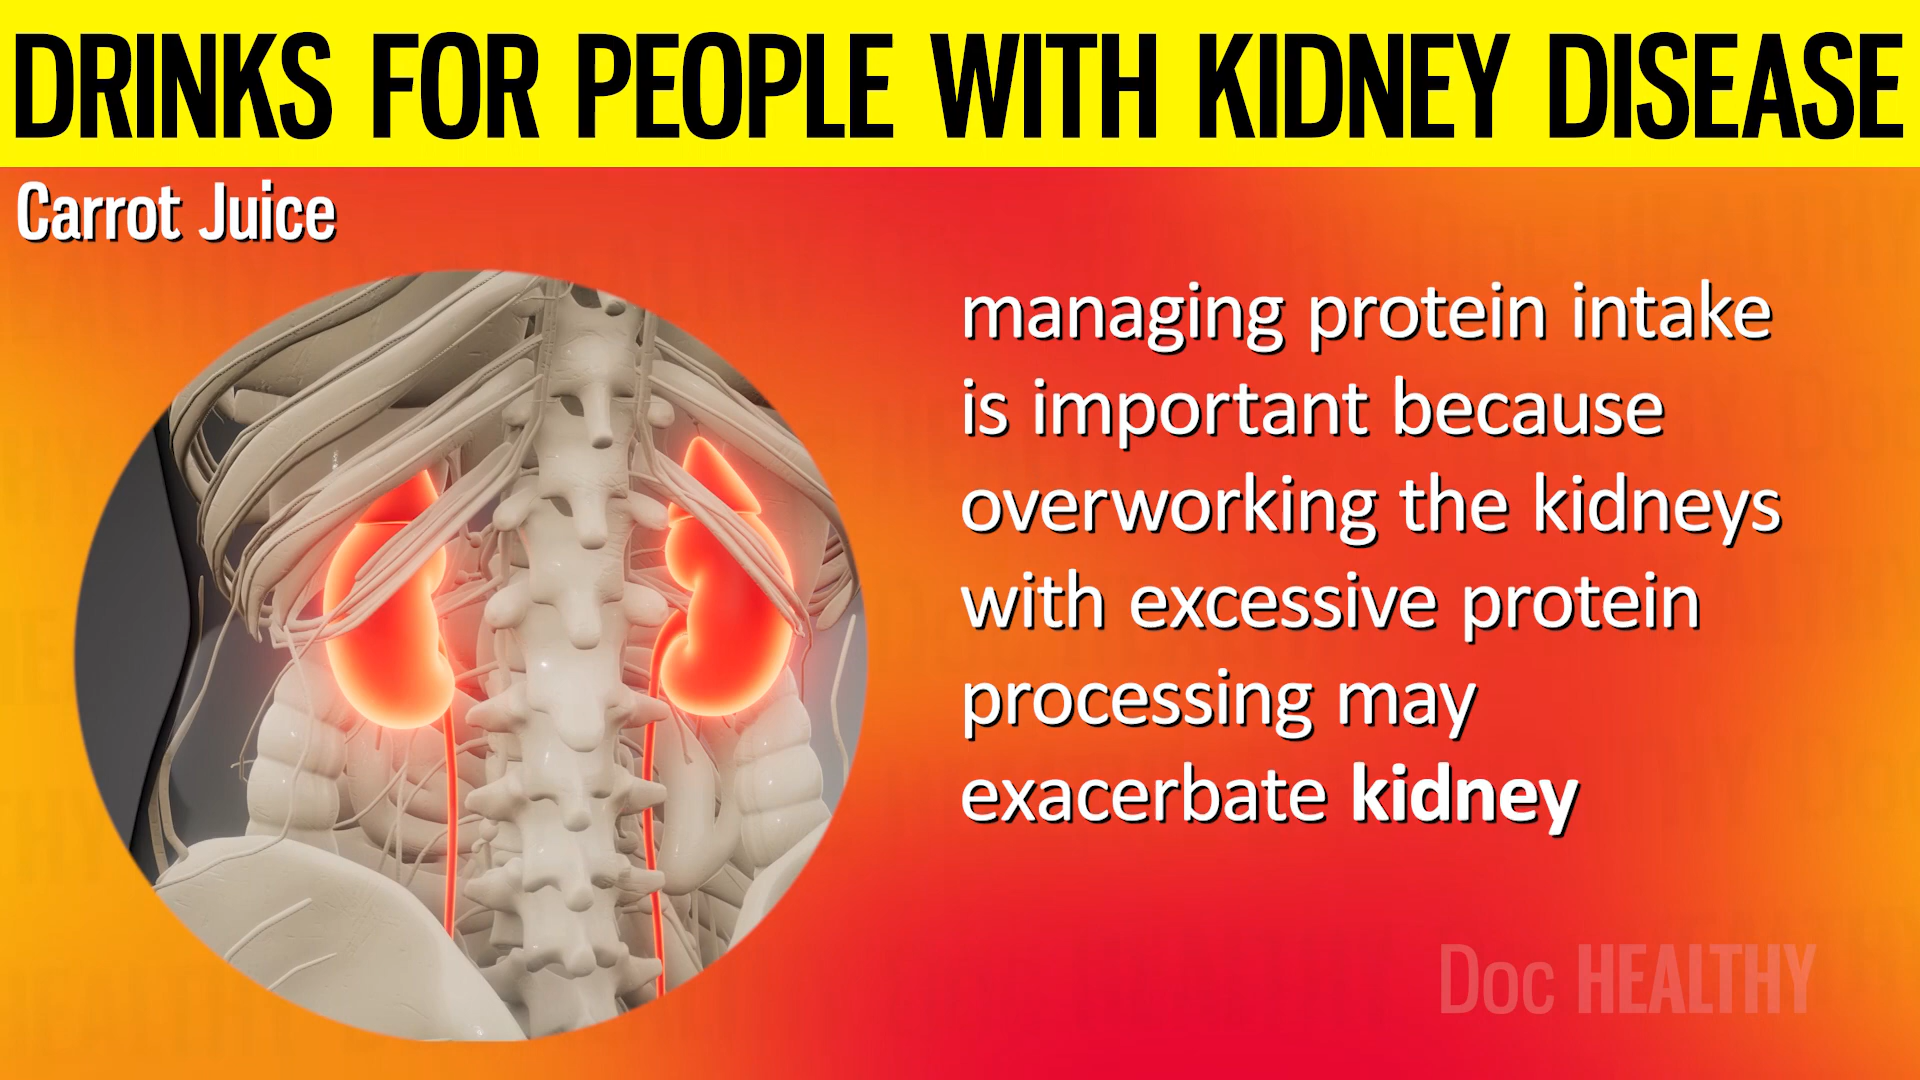 DRINKS FOR PEOPLE WITH KIDNEY DISEASE
Carrot Juice
managing protein intake
is important because
overworking the kidneys
with excessive protein
processing may
exacerbate kidney
Doc HEALTHY